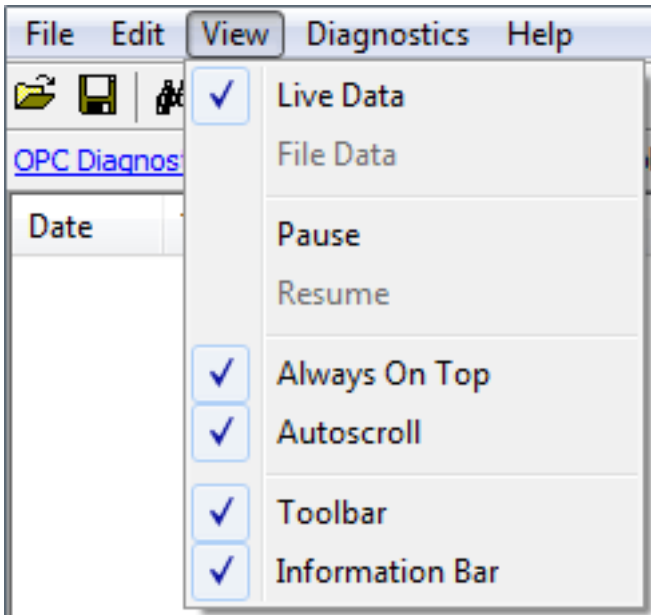 File Edit View Diagnostics Help
Live Data
OPC Diagnos
File Data
Date
Pause
Resume
Always On Top
Autoscroll
Toolbar
Information Bar